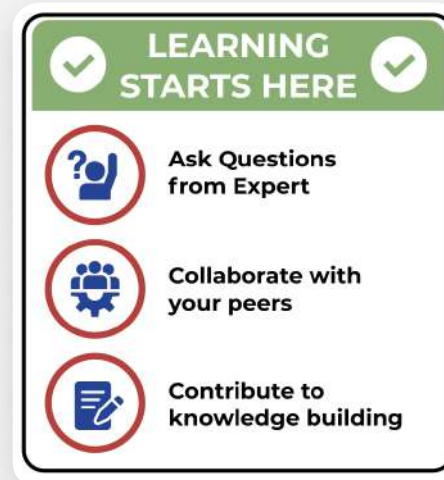 LEARNING
STARTS HERE
Ask Questions
from Expert
Collaborate with
your peers
Contribute to
knowledge building